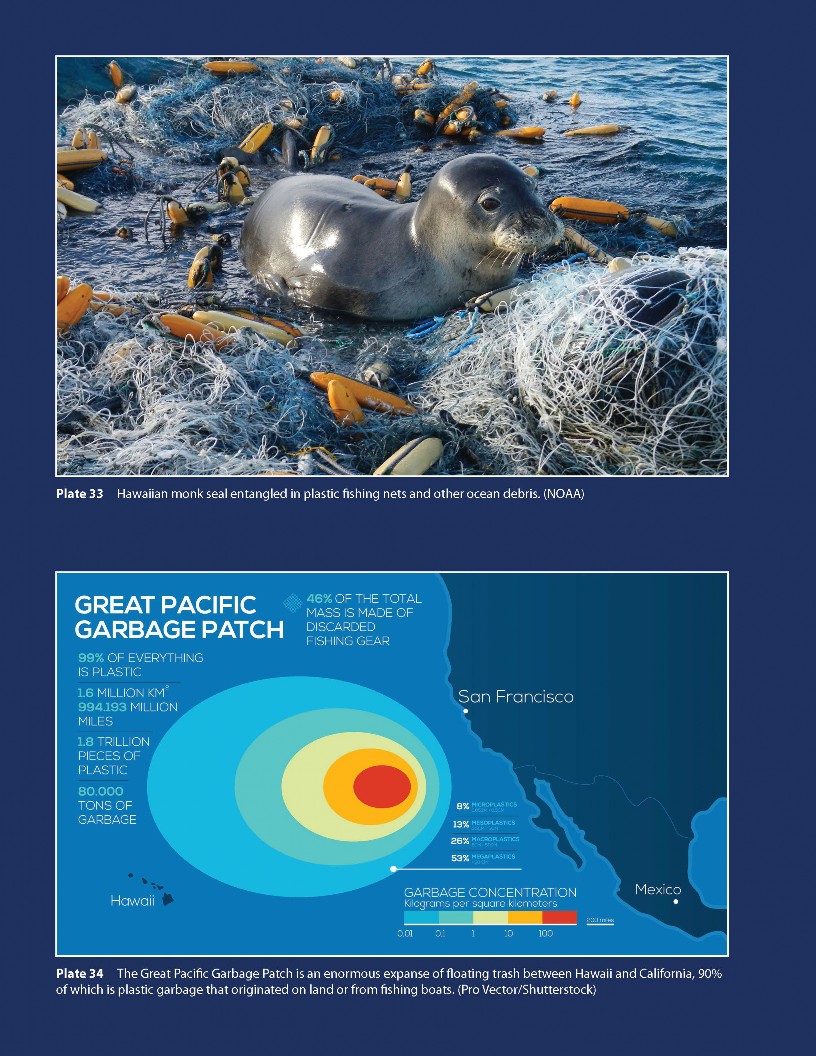 Plate 33 Hawaiian monk seal entangled in plastic fishing nets and other ocean debris. (NOAA)
GREAT PACIFIC
GARBAGE PATCH
46% OF THE TOTAL
MASS IS MADE OF
DISCARDED
FISHING GEAR
99% OF EVERYTHING
IS PLASTIC
1.6 MILLION KM²
994.193 MILLION
MILES
1.8 TRILLION
PIECES OF
PLASTIC
80.000
TONS OF
GARBAGE
San Francisco
8% MICROPLASTICS
13% MESOPLASTICS
26% MACROPLASTICS
53% MEGAPLASTICS
Hawaii
Mexico
GARBAGE CONCENTRATION
Kilograms per square kilometers
200 miles
0.01 0.1 1 10 100
Plate 34 The Great Pacific Garbage Patch is an enormous expanse of floating trash between Hawaii and California, 90%
of which is plastic garbage that originated on land or from fishing boats. (Pro Vector/Shutterstock)